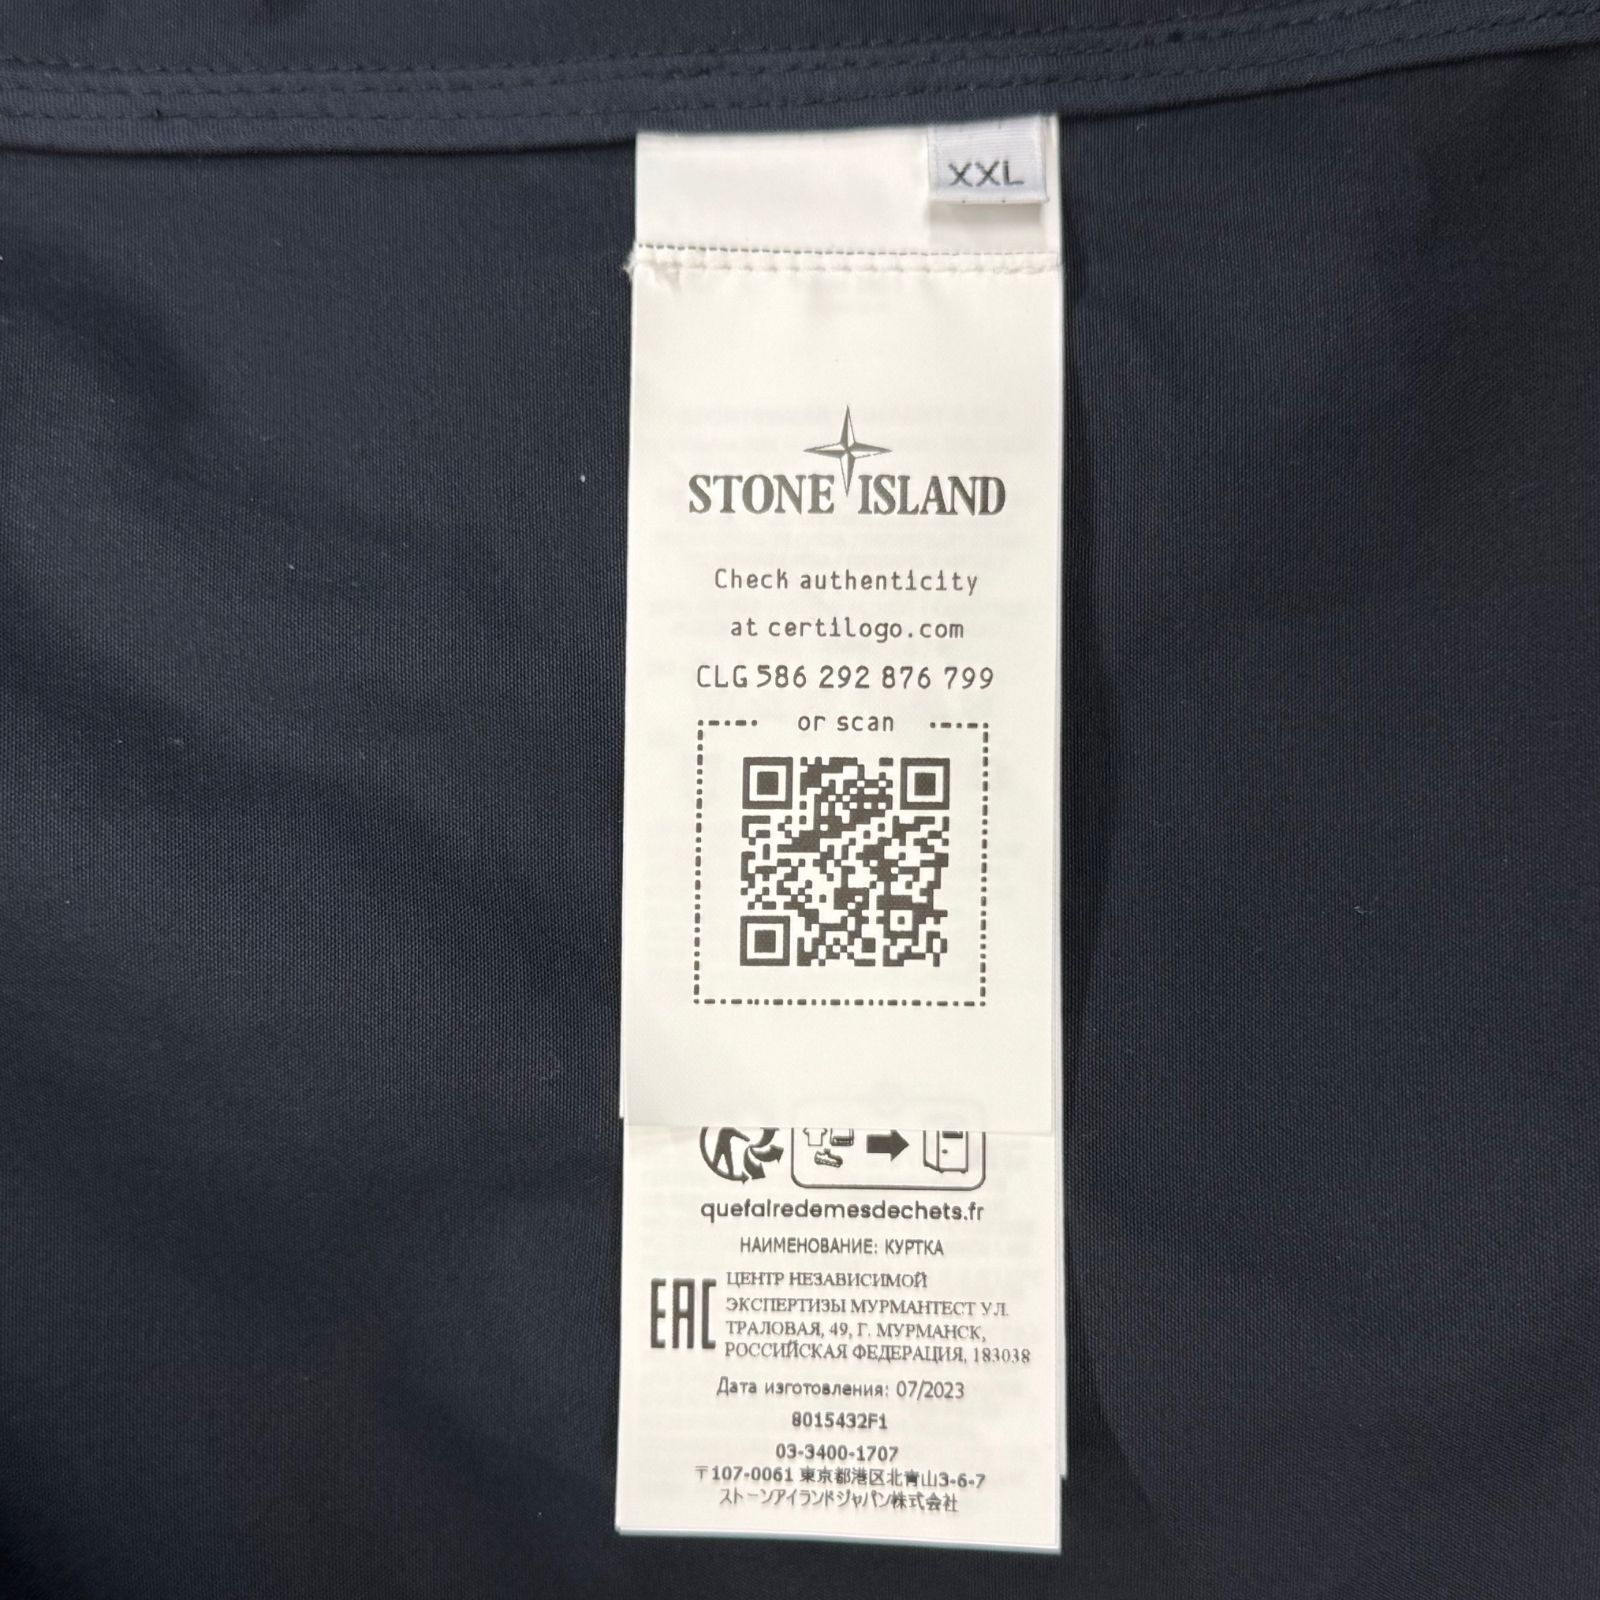 XXL
STONE ISLAND
Check authenticity
at certilogo.com
CLG 586 292 876 799
or scan
quefairedemesdechets.fr
НАИМЕНОВАНИЕ: КУРТКА
EAC
ЦЕНТР НЕЗАВИСИМОЙ
ЭКСПЕРТИЗЫ МУРМАНТЕСТ УЛ.
ТРАЛОВАЯ, 49, Г. МУРМАНСК,
РОССИЙСКАЯ ФЕДЕРАЦИЯ, 183038
Дата изготовления: 07/2023
8015432F1
03-3400-1707
〒107-0061 東京都港区北青山3-6-7
ストーンアイランドジャパン株式会社